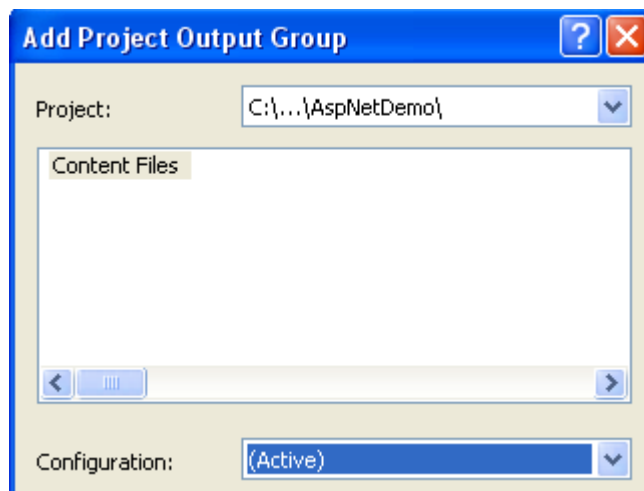 Add Project Output Group
Project: C:\...\AspNetDemo\
Content Files
Configuration: (Active)